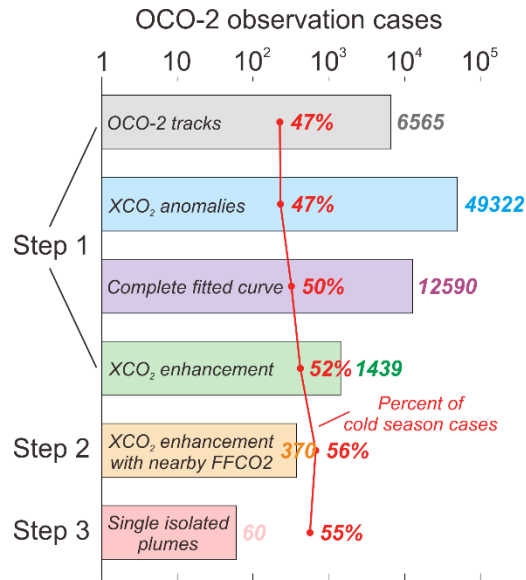 OCO-2 observation cases
1 10 10² 10³ 10⁴ 10⁵
OCO-2 tracks 47% 6565
XCO₂ anomalies 47% 49322
Step 1
Complete fitted curve 50% 12590
XCO₂ enhancement 52% 1439
Percent of
cold season cases
Step 2
XCO₂ enhancement
with nearby FFCO2
370 56%
Step 3
Single isolated
plumes
60 55%